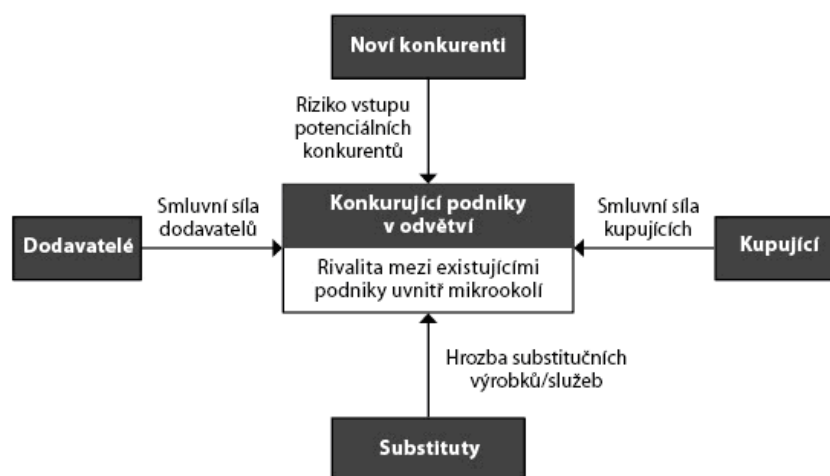 Noví konkurenti
Riziko vstupu
potenciálních
konkurentů
Smluvní síla
dodavatelů
Dodavatelé
Konkurující podniky
v odvětví
Rivalita mezi existujícími
podniky uvnitř mikrookolí
Smluvní síla
kupujících
Kupující
Hrozba substitučních
výrobků/služeb
Substituty